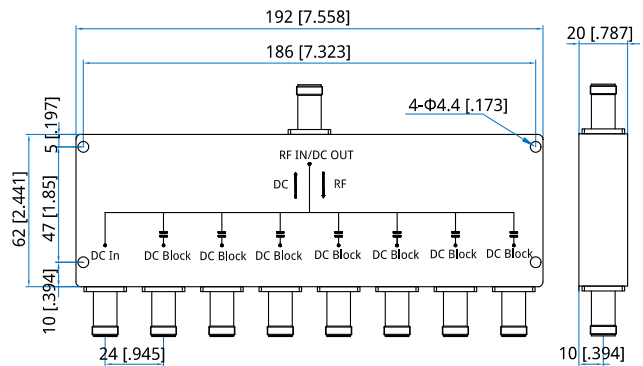 192 [7.558]
20 [.787]
186 [7.323]
4-Φ4.4 [.173]
5 [.197]
RF IN/DC OUT
DC
RF
62 [2.441]
47 [1.85]
DC In
DC Block
DC Block
DC Block
DC Block
DC Block
DC Block
DC Block
10 [.394]
24 [.945]
10 [.394]